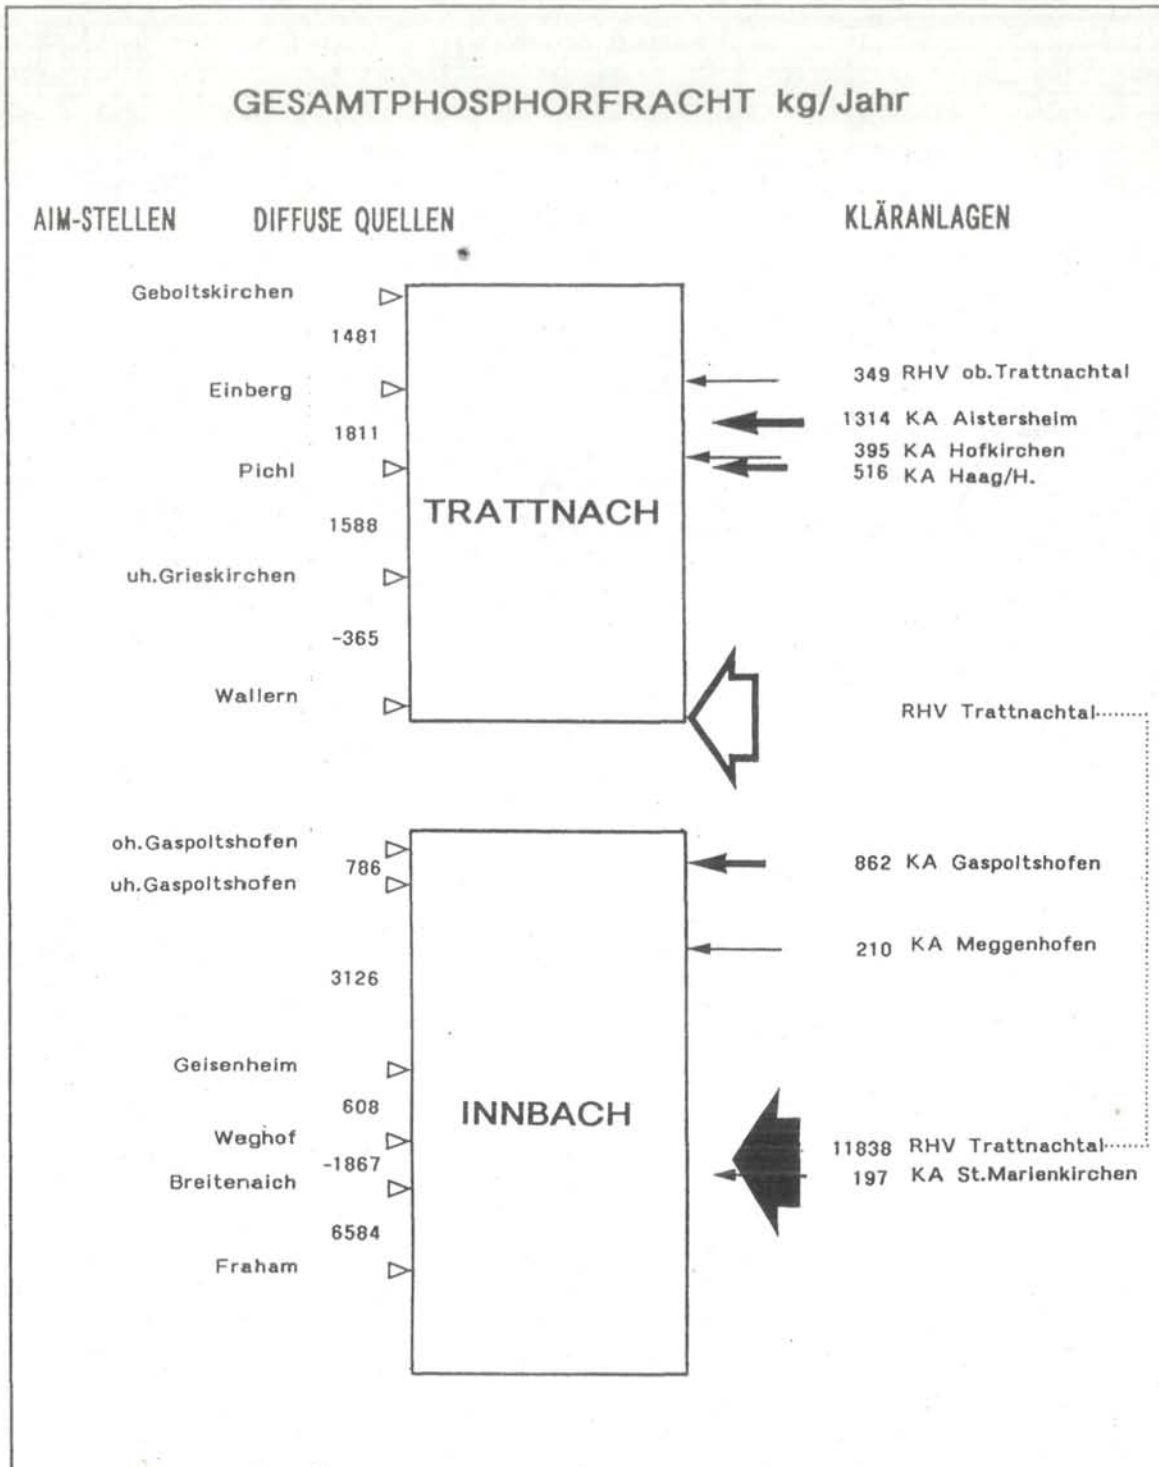 GESAMTPHOSPHORFRACHT kg/Jahr
AIM-STELLEN DIFFUSE QUELLEN KLÄRANLAGEN
Geboltskirchen
1481
349 RHV ob.Trattnachtal
Einberg
1314 KA Aistersheim
1811
395 KA Hofkirchen
Pichl
516 KA Haag/H.
TRATTNACH
1588
uh.Grieskirchen
-365
Wallern
RHV Trattnachtal
oh.Gaspoltshofen
786
862 KA Gaspoltshofen
uh.Gaspoltshofen
210 KA Meggenhofen
3126
Geisenheim
608
INNBACH
Weghof
11838 RHV Trattnachtal
-1867
197 KA St.Marienkirchen
Breitenaich
6584
Fraham